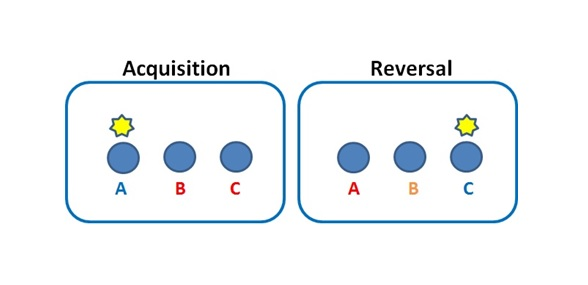 Acquisition
A B C
Reversal
A B C